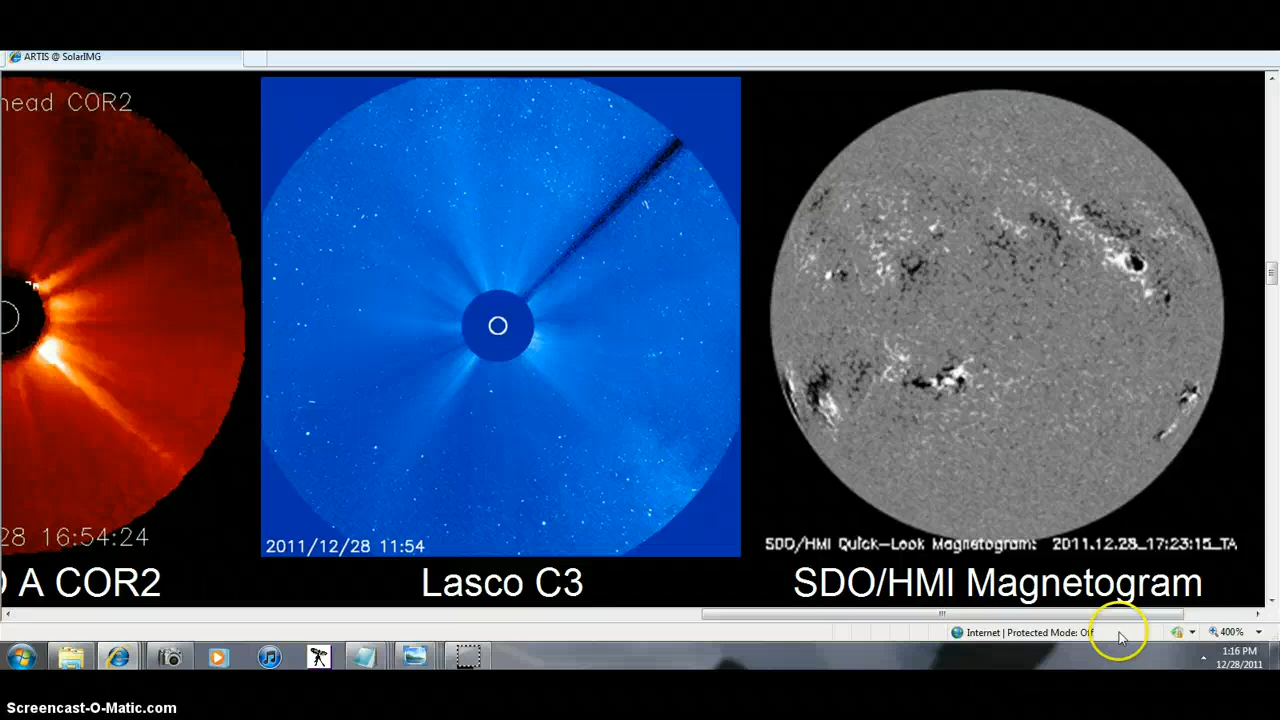 ARTIS @ SolarIMG
head COR2
28 16:54:24
2011/12/28 11:54
SDO/HMI Quick-Look Magnetogram: 2011.12.28_17:23:15_TA
A COR2
Lasco C3
SDO/HMI Magnetogram
Internet | Protected Mode: Off
400%
1:16 PM
12/28/2011
Screencast-O-Matic.com